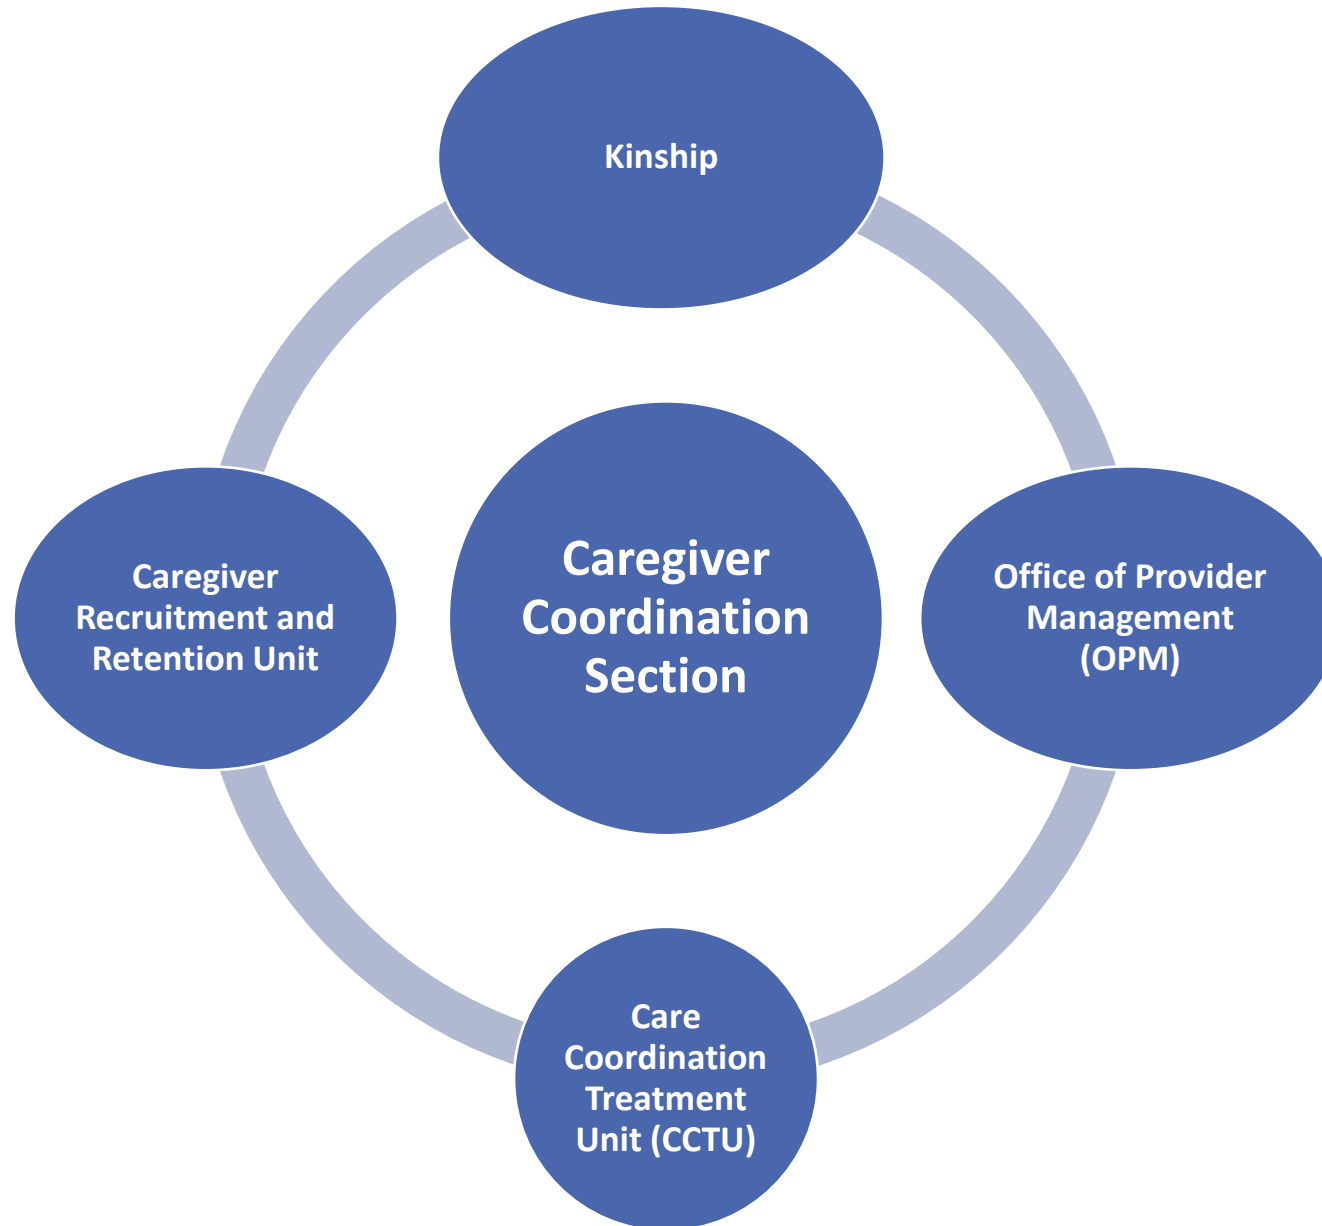 Kinship
Caregiver
Recruitment and
Retention Unit
Caregiver
Coordination
Section
Office of Provider
Management
(OPM)
Care
Coordination
Treatment
Unit (CCTU)